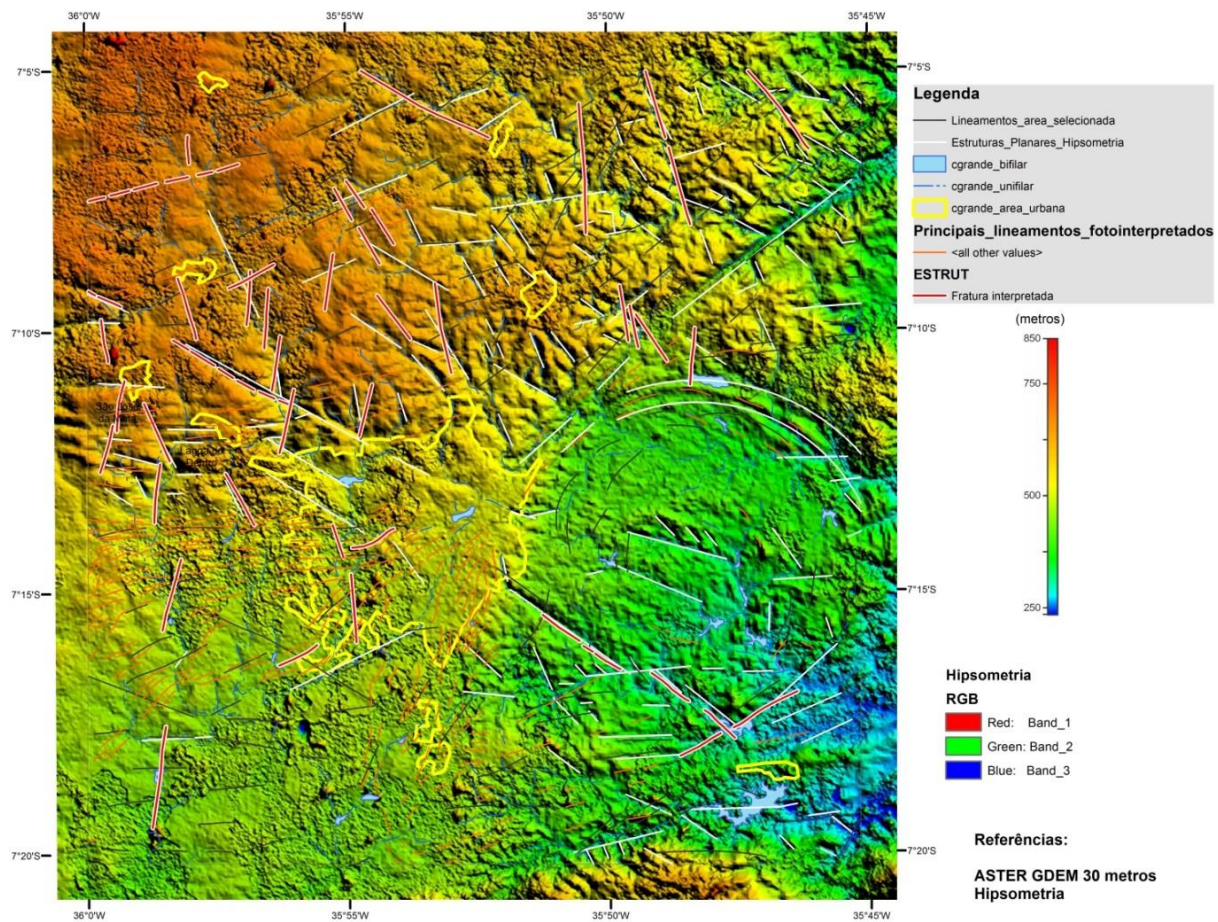 36°0'W 35°55'W 35°50'W 35°45'W
7°5'S 7°5'S
Legenda
Lineamentos_area_selecionada
Estruturas_Planares_Hipsometria
cgrande_bifilar
cgrande_unifilar
cgrande_area_urbana
Principais_lineamentos_fotointerpretados
<all other values>
ESTRUT
Fratura interpretada
7°10'S 7°10'S
(metros)
850
750
500
250
7°15'S 7°15'S
Hipsometria
RGB
Red: Band_1
Green: Band_2
Blue: Band_3
7°20'S 7°20'S
Referências:
ASTER GDEM 30 metros
Hipsometria
36°0'W 35°55'W 35°50'W 35°45'W